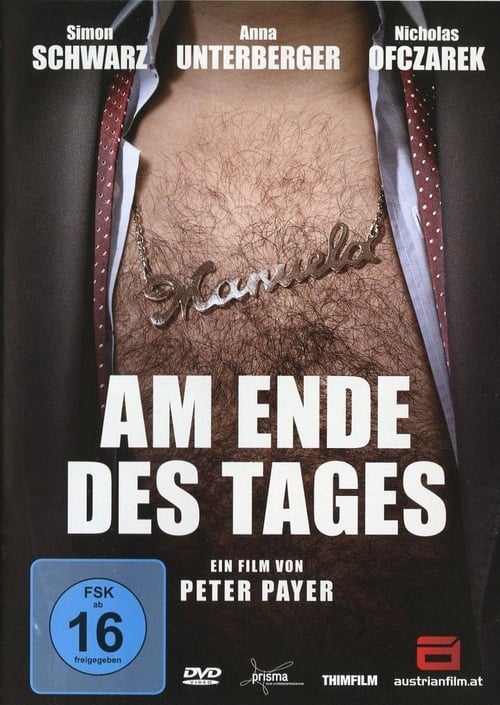 Simon
SCHWARZ
Anna
UNTERBERGER
Nicholas
OFCZAREK
Manuela
AM ENDE
DES TAGES
EIN FILM VON
PETER PAYER
FSK
ab
16
freigegeben
DVD
VIDEO
prisma
THIMFILM
austrianfilm.at